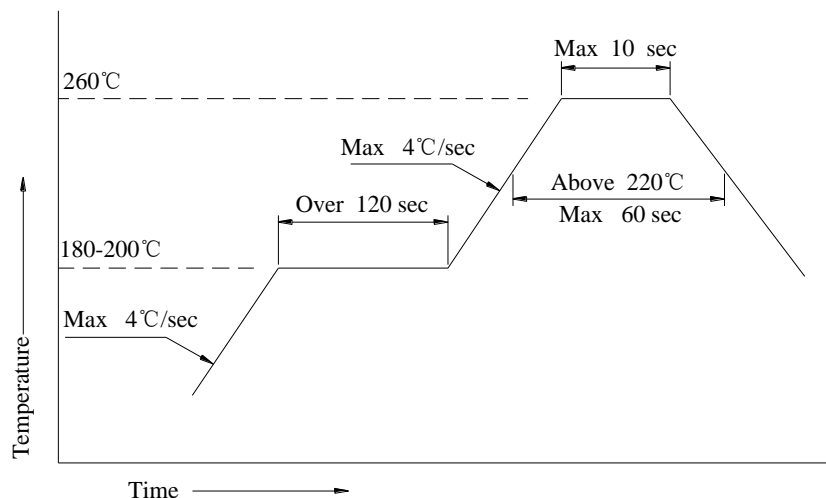 Max 10 sec
260℃
Max 4℃/sec
Above 220℃
Max 60 sec
Over 120 sec
180-200℃
Max 4℃/sec
Temperature
Time